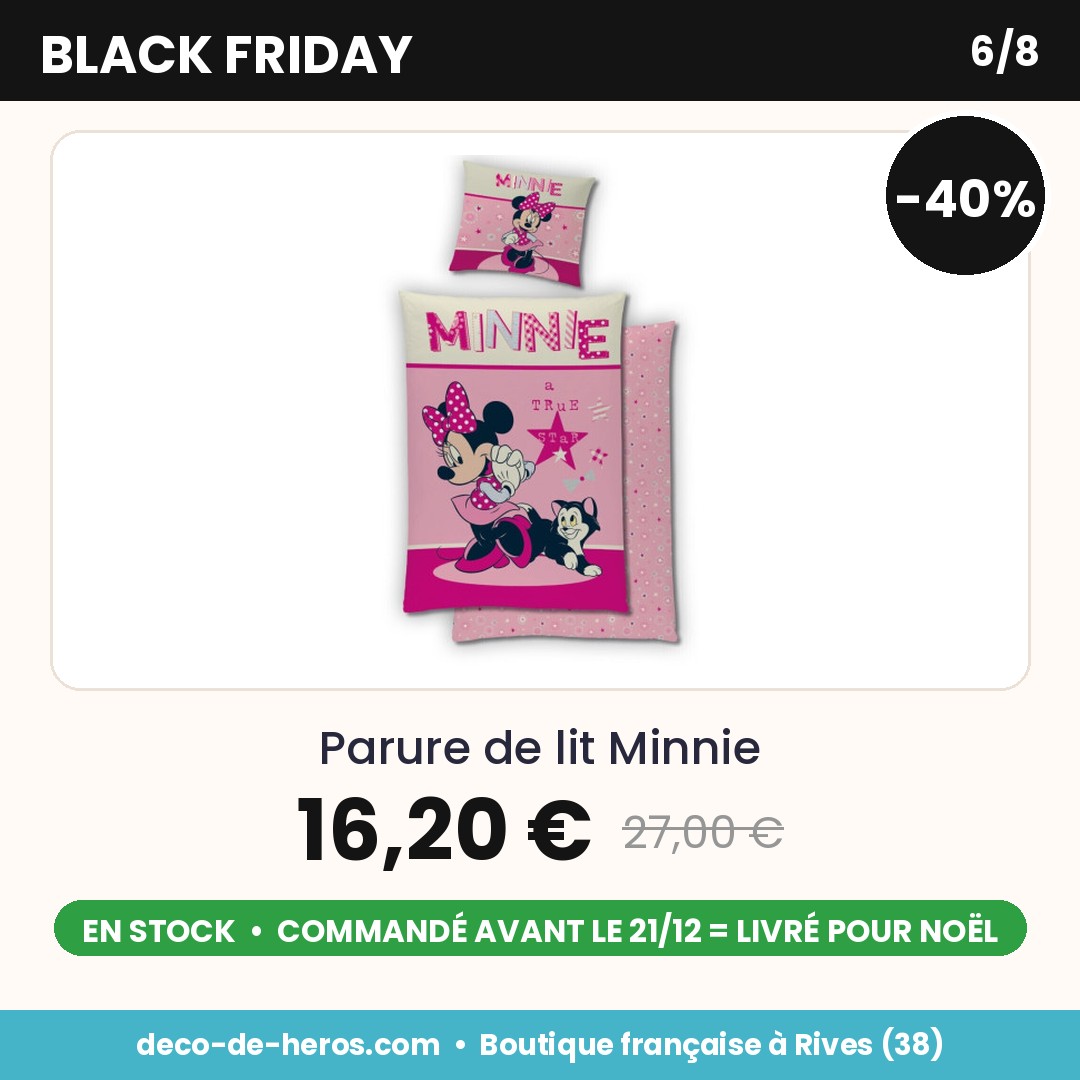 BLACK FRIDAY
6/8
-40%
MINNIE
MINNIE
a
TRuE
STaR
Parure de lit Minnie
16,20 € 27,00 €
EN STOCK • COMMANDÉ AVANT LE 21/12 = LIVRÉ POUR NOËL
deco-de-heros.com • Boutique française à Rives (38)